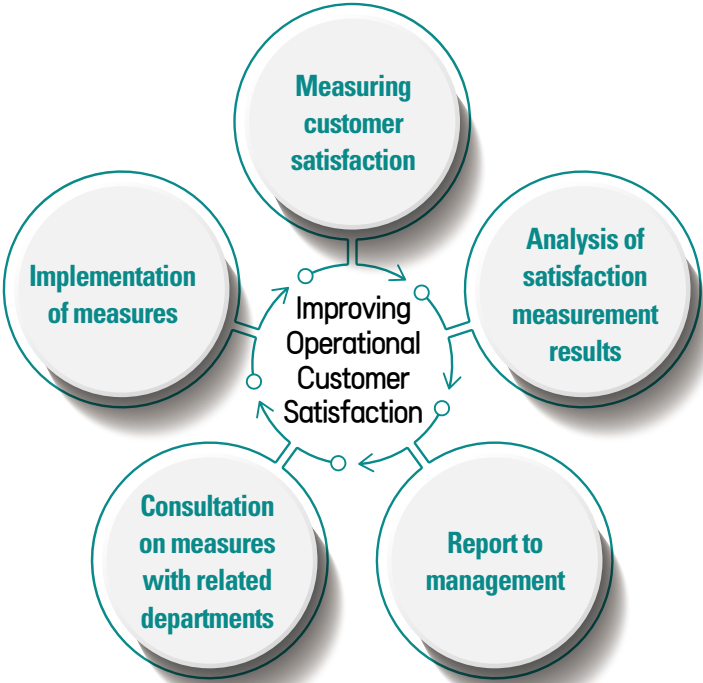 Measuring
customer
satisfaction
Analysis of
satisfaction
measurement
results
Report to
management
Consultation
on measures
with related
departments
Implementation
of measures
Improving
Operational
Customer
Satisfaction